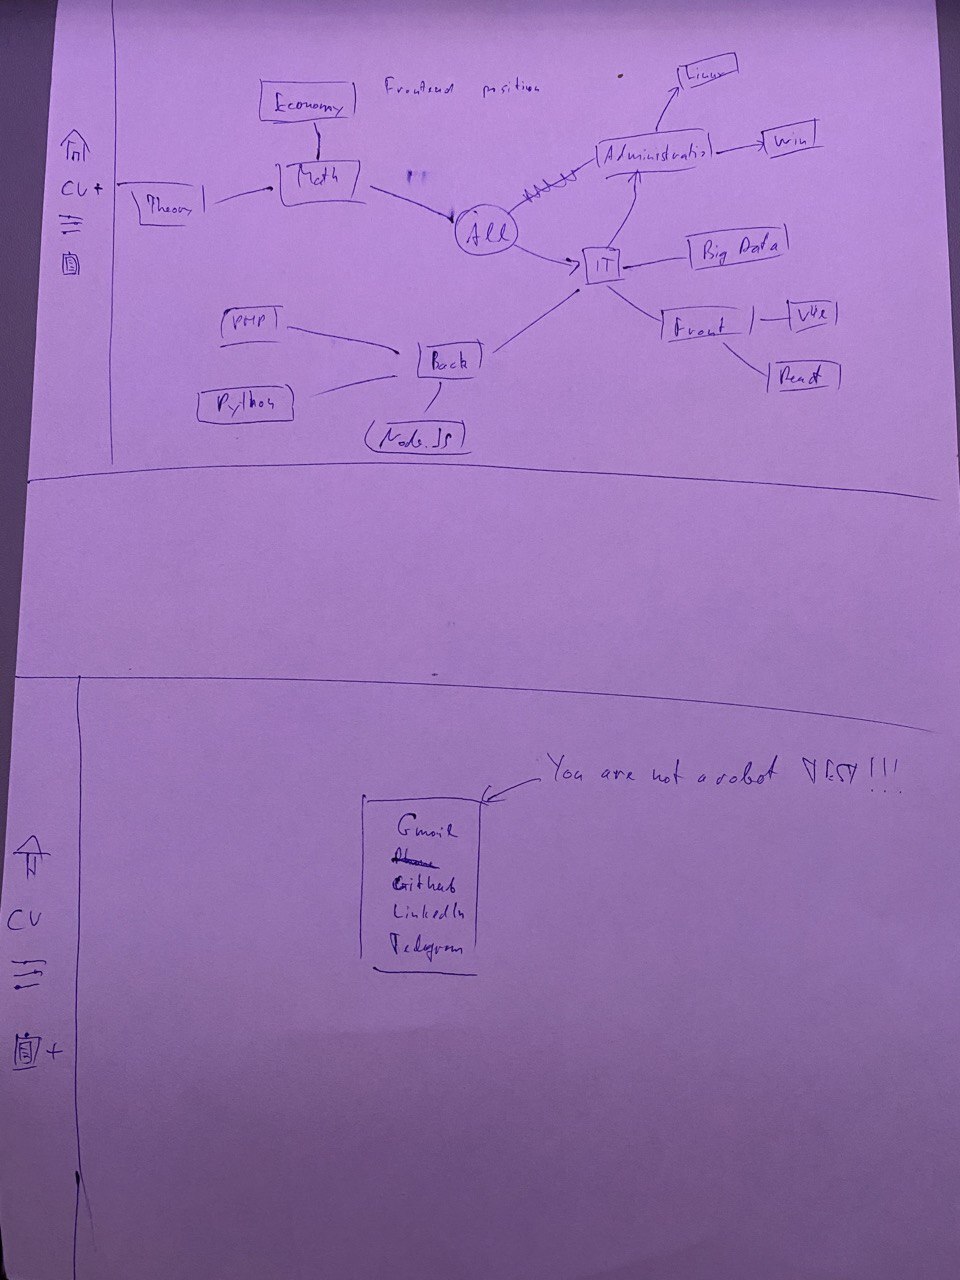 Economy
Frontend position
Linux
Administratio
Win
Math
CV +
Theory
All
IT
Big Data
PHP
Front
Vue
Back
React
Python
Node.JS
You are not a robot TEST!!!
Gmail
Github
LinkedIn
Telegram
CV
+